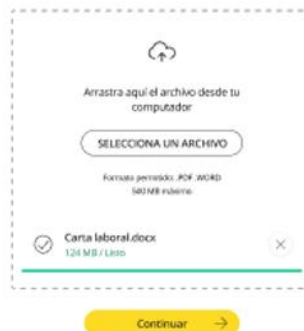 Arrastra aquí el archivo desde tu
computador
SELECCIONA UN ARCHIVO
Formato permitido: .PDF .WORD
500 MB máximo
Carta laboral.docx
124 MB / Listo
Continuar